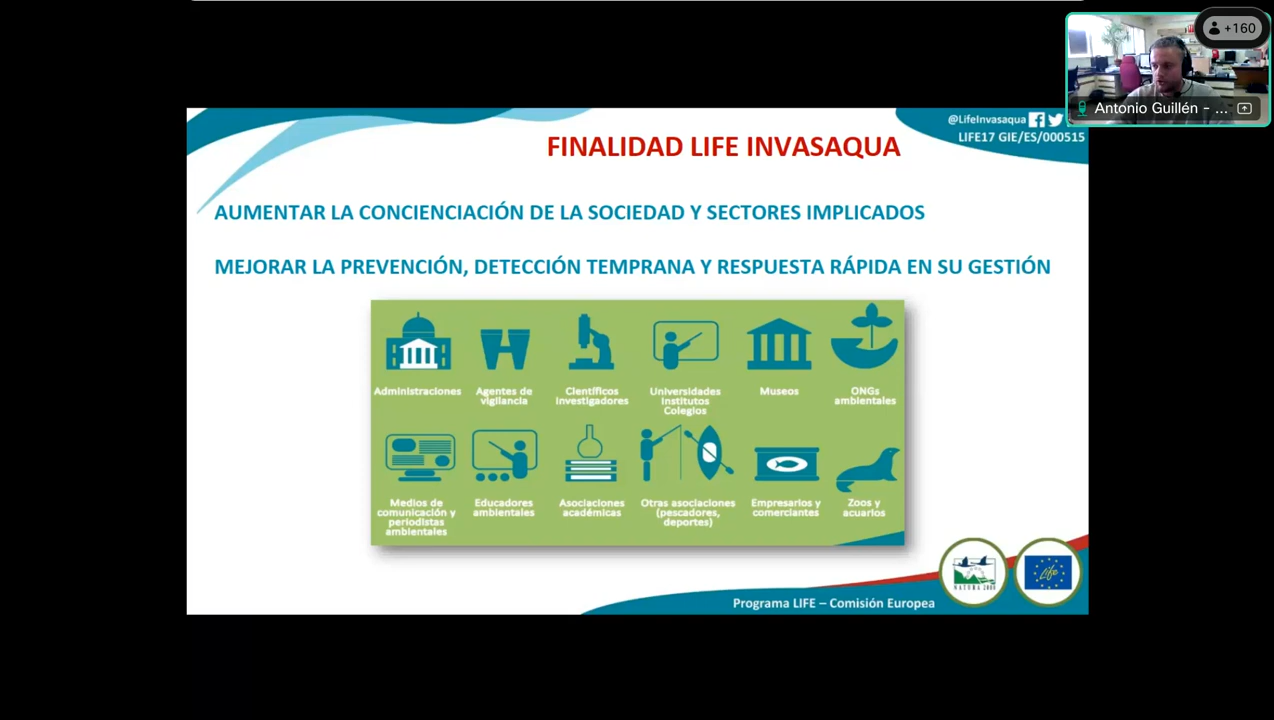 +160
Antonio Guillén – ...
@LifeInvasaqua
LIFE17 GIE/ES/000515
FINALIDAD LIFE INVASAQUA
AUMENTAR LA CONCIENCIACIÓN DE LA SOCIEDAD Y SECTORES IMPLICADOS
MEJORAR LA PREVENCIÓN, DETECCIÓN TEMPRANA Y RESPUESTA RÁPIDA EN SU GESTIÓN
Administraciones
Agentes de
vigilancia
Científicos
investigadores
Universidades
Institutos
Colegios
Museos
ONGs
ambientales
Medios de
comunicación y
periodistas
ambientales
Educadores
ambientales
Asociaciones
académicas
Otras asociaciones
(pescadores,
deportes)
Empresarios y
comerciantes
Zoos y
acuarios
NATURA 2000
Life
Programa LIFE – Comisión Europea